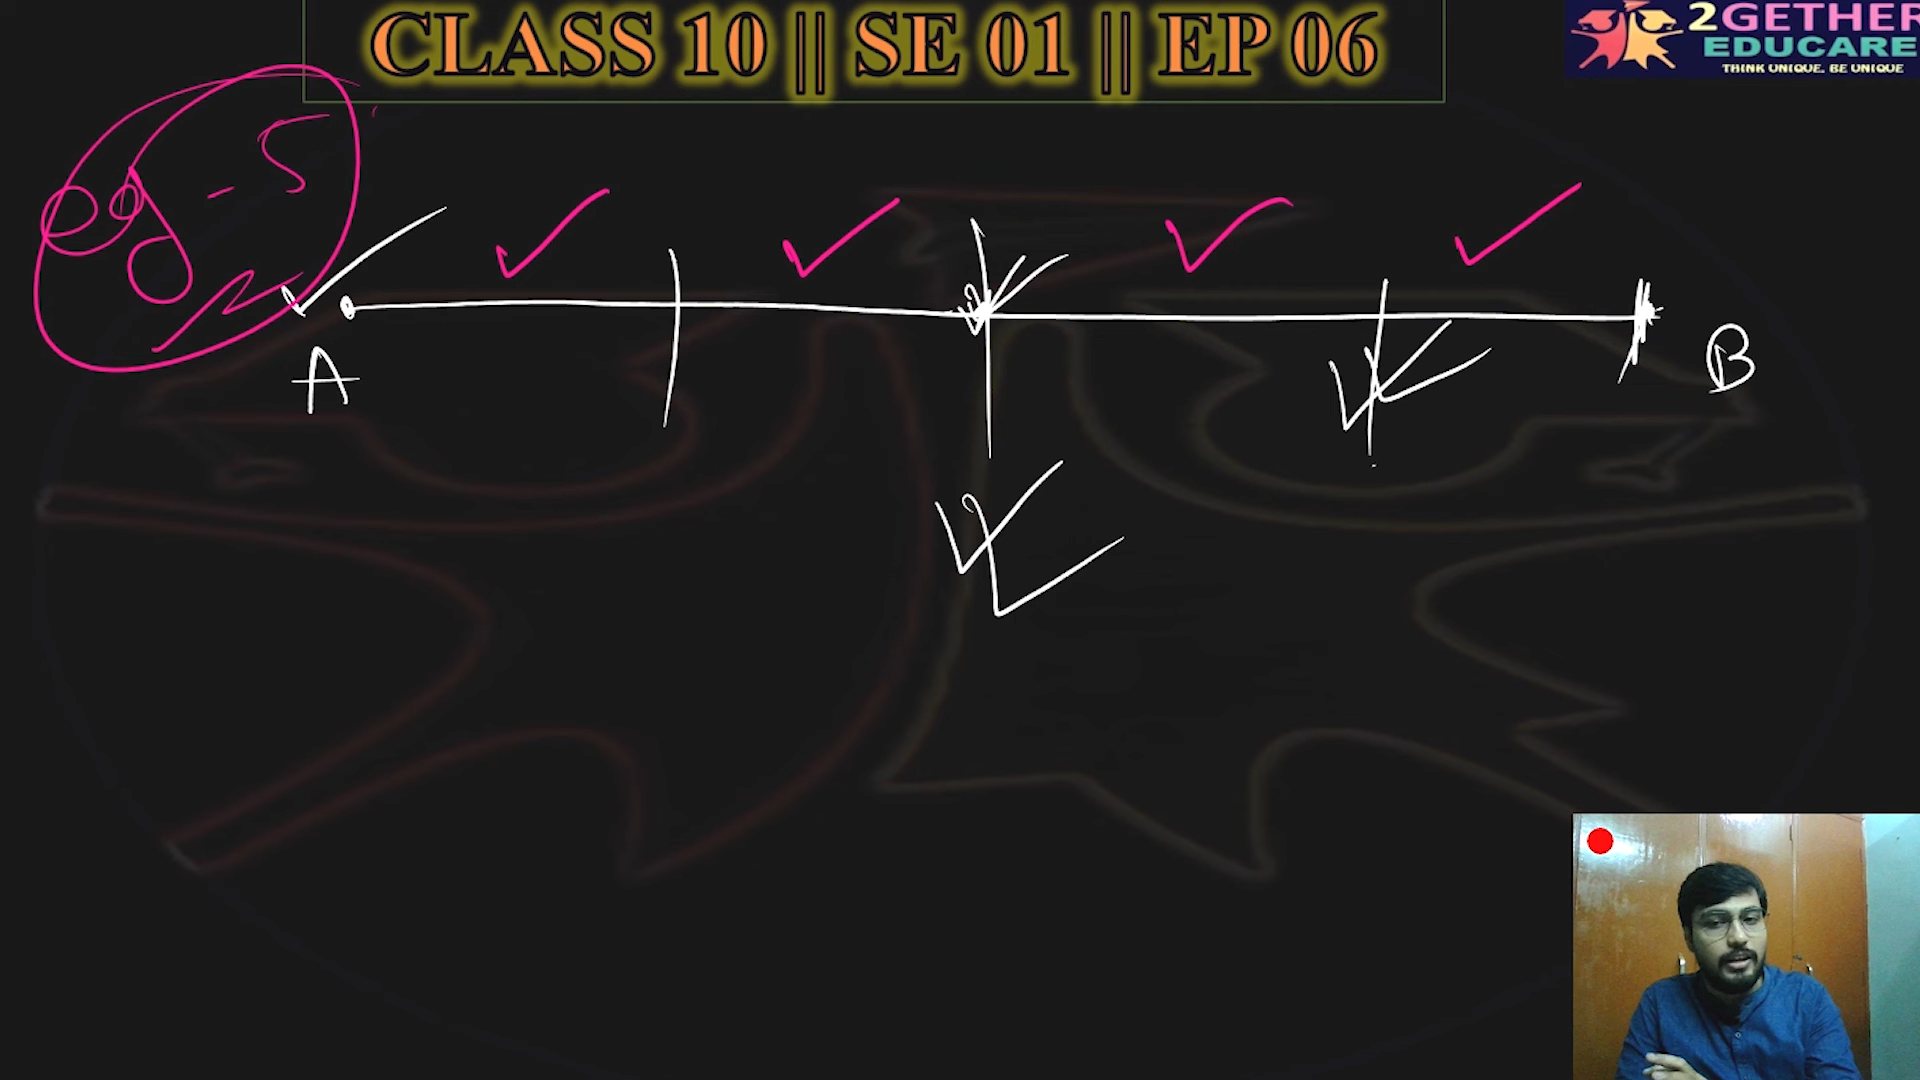 CLASS 10 || SE 01 || EP 06
2GETHER
EDUCARE
THINK UNIQUE, BE UNIQUE
eg - 5
A
B